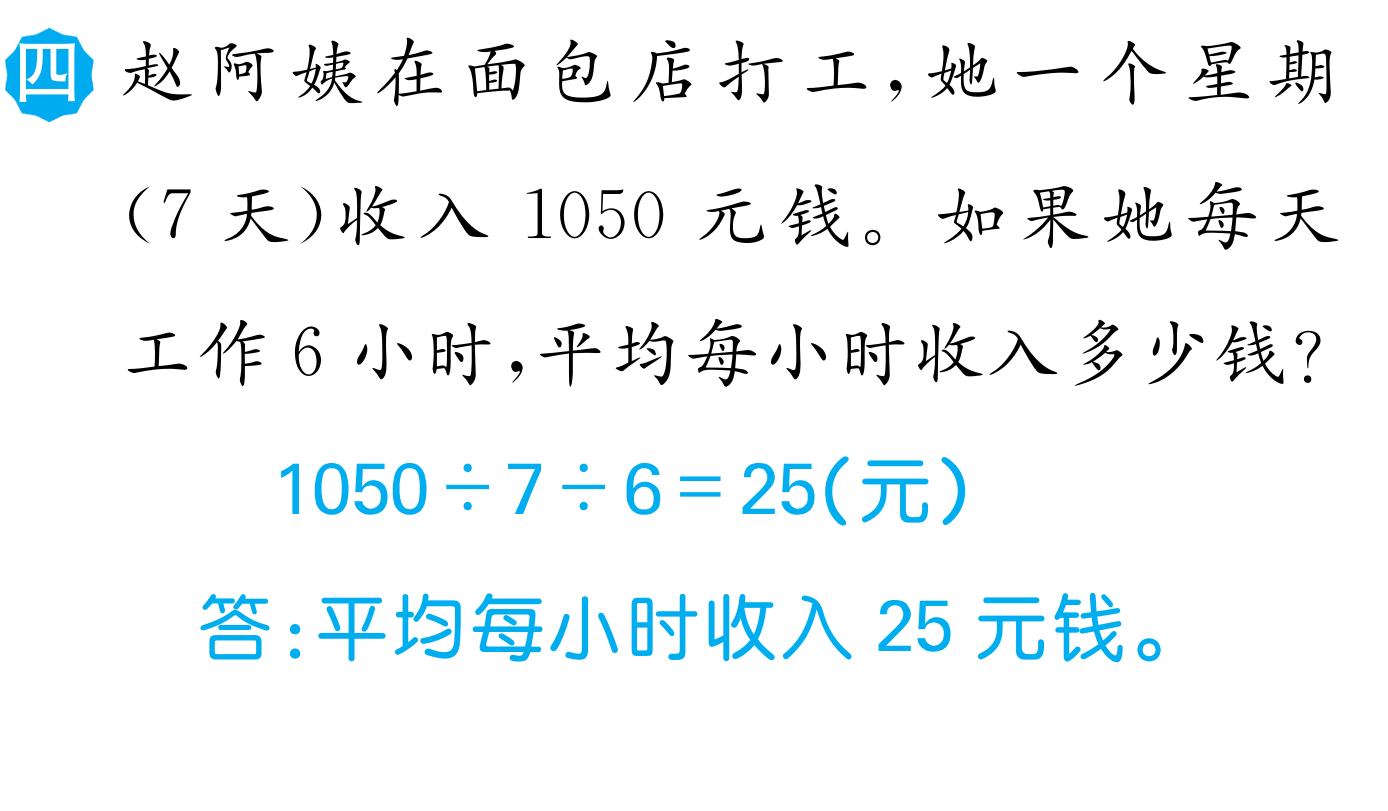 四 赵阿姨在面包店打工,她一个星期
(7天)收入1050元钱。如果她每天
工作6小时,平均每小时收入多少钱?
1050÷7÷6=25(元)
答:平均每小时收入25元钱。